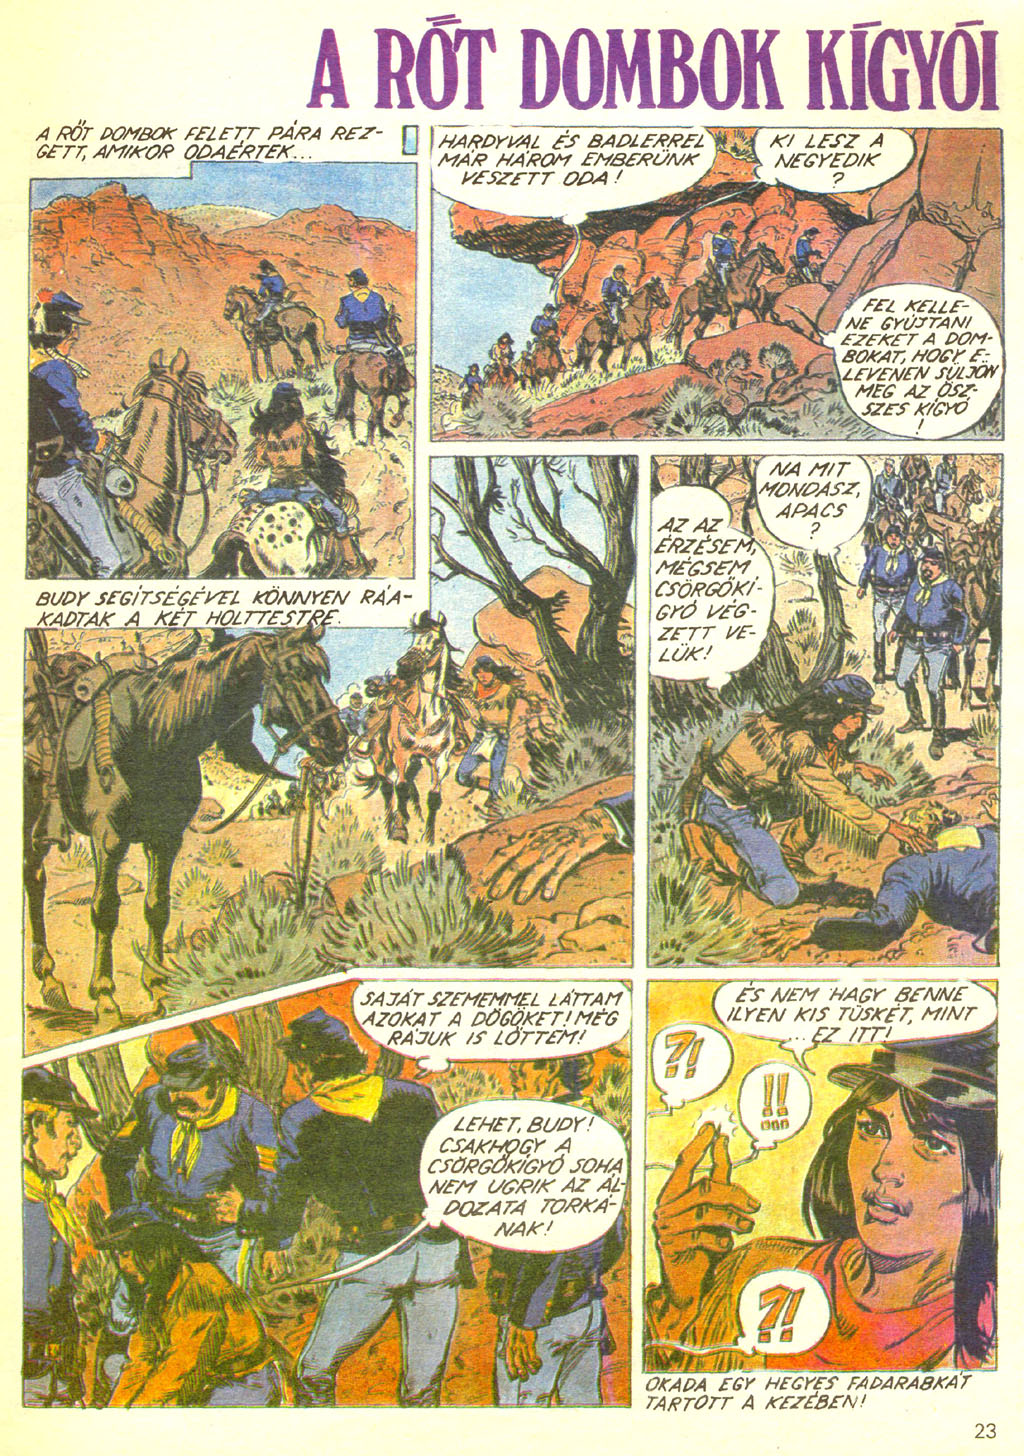 A RŐT DOMBOK KÍGYÓI
A RŐT DOMBOK FELETT PÁRA REZ-
GETT, AMIKOR ODAÉRTEK...
HARDYVAL ÉS BADLERREL
MÁR HÁROM EMBERÜNK
VESZETT ODA!
KI LESZ A
NEGYEDIK
?
FEL KELLE-
NE GYÚJTANI
EZEKET A DOM-
BOKAT, HOGY E-
LEVENEN SÜLJÖN
MEG AZ ÖSZ-
SZES KÍGYÓ
!
BUDY SEGÍTSÉGÉVEL KÖNNYEN RÁA-
KADTAK A KÉT HOLTTESTRE.
NA MIT
MONDASZ,
APACS
?
AZ AZ
ÉRZÉSEM,
MÉGSEM
CSÖRGŐKÍ-
GYÓ VÉG-
ZETT VE-
LÜK!
SAJÁT SZEMEMMEL LÁTTAM
AZOKAT A DÖGÖKET! MÉG
RÁJUK IS LŐTTEM!
LEHET, BUDY!
CSAKHOGY A
CSÖRGŐKÍGYÓ SOHA
NEM UGRIK AZ ÁL-
DOZATA TORKÁ-
NAK!
ÉS NEM HAGY BENNE
ILYEN KIS TÜSKÉT, MINT
...EZ ITT!
?!
!!
?!
OKADA EGY HEGYES FADARABKÁT
TARTOTT A KEZÉBEN!
23